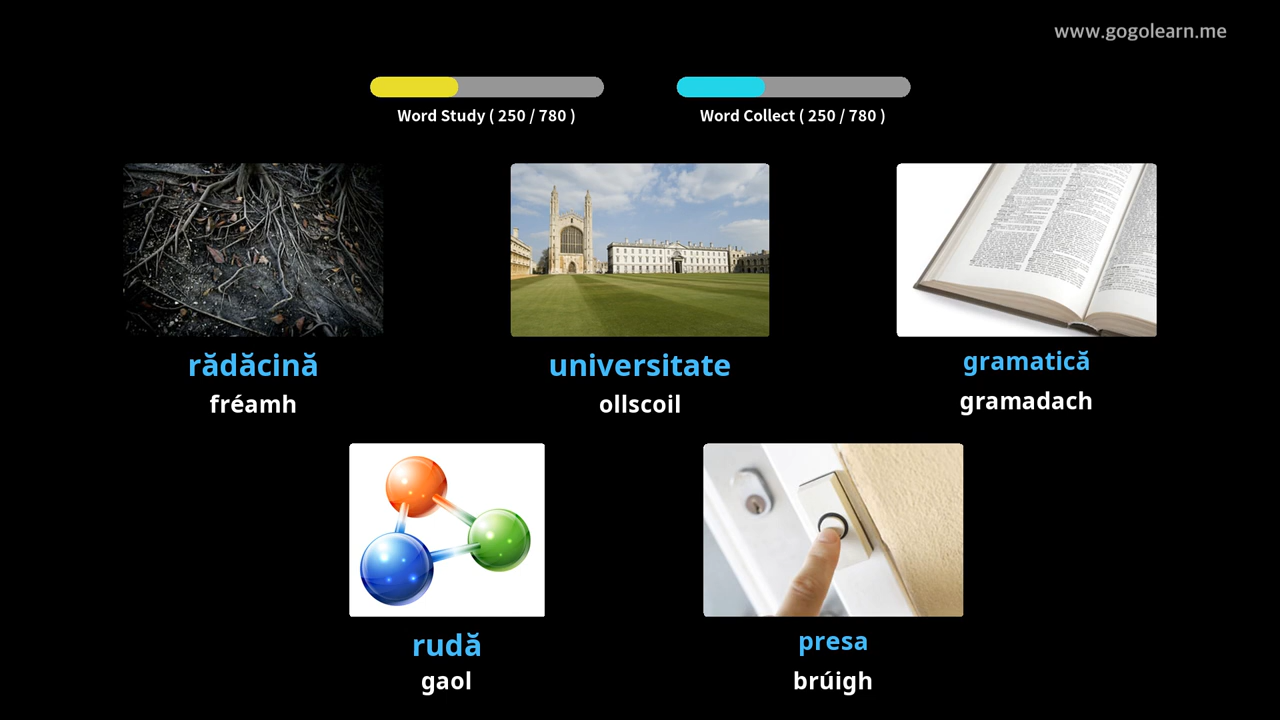 www.gogolearn.me
Word Study ( 250 / 780 )
Word Collect ( 250 / 780 )
rădăcină
fréamh
universitate
ollscoil
gramatică
gramadach
rudă
gaol
presa
brúigh